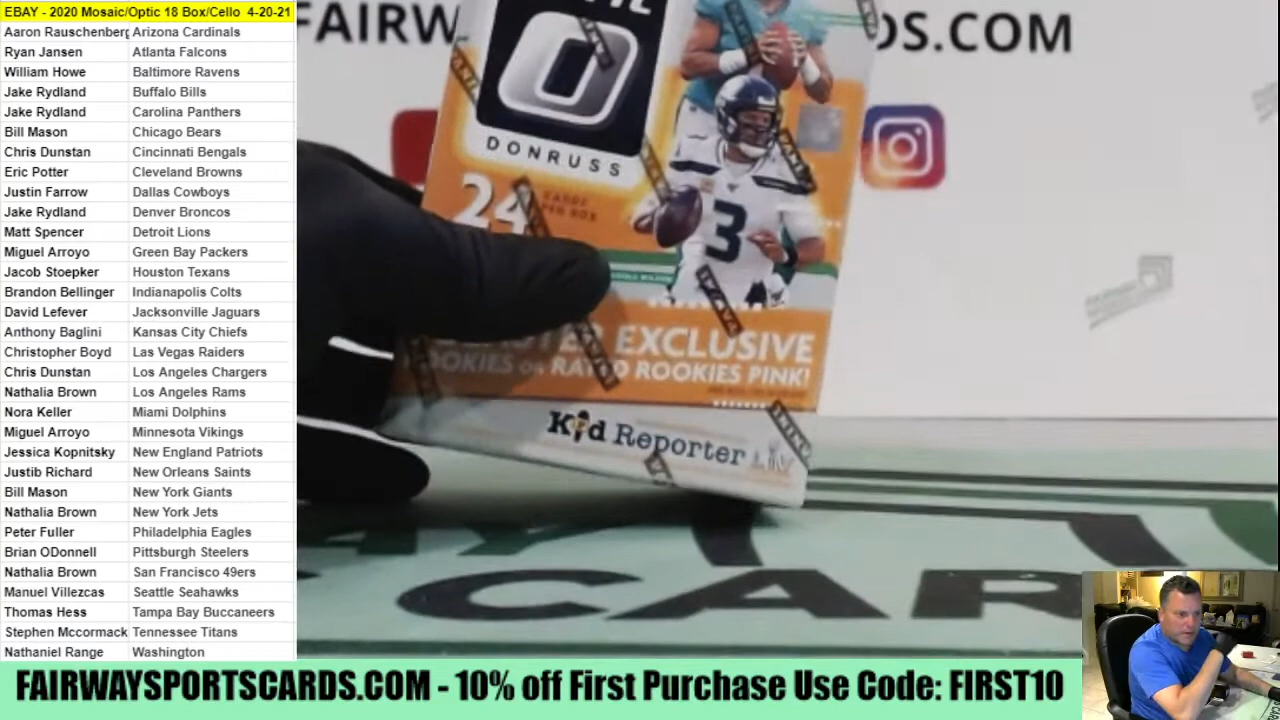 EBAY - 2020 Mosaic/Optic 18 Box/Cello 4-20-21
Aaron Rauschenberg Arizona Cardinals
Ryan Jansen Atlanta Falcons
William Howe Baltimore Ravens
Jake Rydland Buffalo Bills
Jake Rydland Carolina Panthers
Bill Mason Chicago Bears
Chris Dunstan Cincinnati Bengals
Eric Potter Cleveland Browns
Justin Farrow Dallas Cowboys
Jake Rydland Denver Broncos
Matt Spencer Detroit Lions
Miguel Arroyo Green Bay Packers
Jacob Stoepker Houston Texans
Brandon Bellinger Indianapolis Colts
David Lefever Jacksonville Jaguars
Anthony Baglini Kansas City Chiefs
Christopher Boyd Las Vegas Raiders
Chris Dunstan Los Angeles Chargers
Nathalia Brown Los Angeles Rams
Nora Keller Miami Dolphins
Miguel Arroyo Minnesota Vikings
Jessica Kopnitsky New England Patriots
Justib Richard New Orleans Saints
Bill Mason New York Giants
Nathalia Brown New York Jets
Peter Fuller Philadelphia Eagles
Brian ODonnell Pittsburgh Steelers
Nathalia Brown San Francisco 49ers
Manuel Villezcas Seattle Seahawks
Thomas Hess Tampa Bay Buccaneers
Stephen Mccormack Tennessee Titans
Nathaniel Range Washington
FAIRW DS.COM
DONRUSS
24 CARDS
PER BOX
3
EXCLUSIVE
ROOKIES PINK!
Kid Reporter LIV
CAR
FAIRWAYSPORTSCARDS.COM - 10% off First Purchase Use Code: FIRST10